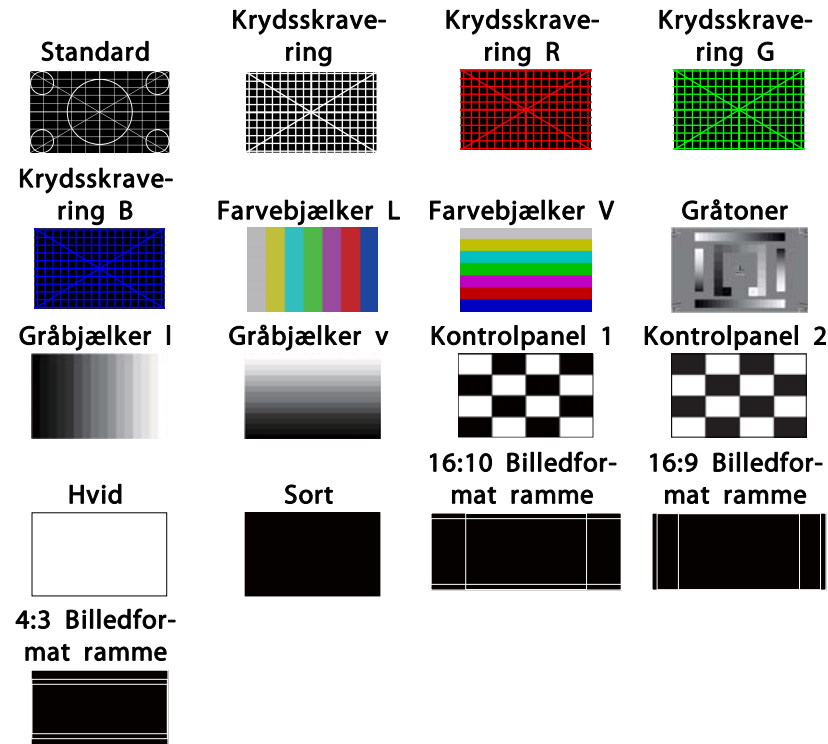 Standard
Krydsskrave-
ring
Krydsskrave-
ring R
Krydsskrave-
ring G
Krydsskrave-
ring B
Farvebjælker L
Farvebjælker V
Gråtoner
Gråbjælker l
Gråbjælker v
Kontrolpanel 1
Kontrolpanel 2
Hvid
Sort
16:10 Billedfor-
mat ramme
16:9 Billedfor-
mat ramme
4:3 Billedfor-
mat ramme